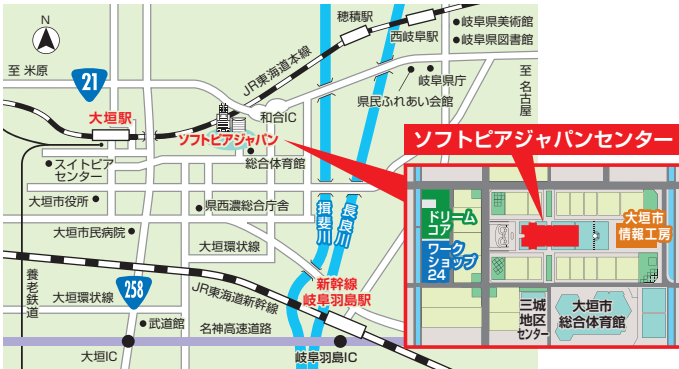 N
穂積駅
西岐阜駅
岐阜県美術館
岐阜県図書館
至 米原
21
JR東海道本線
岐阜県庁
県民ふれあい会館
至 名古屋
大垣駅
和合IC
ソフトピアジャパン
総合体育館
スイトピア
センター
大垣市役所
県西濃総合庁舎
揖斐川
長良川
大垣市民病院
大垣環状線
養老鉄道
大垣環状線
258
JR東海道新幹線
新幹線
岐阜羽島駅
武道館
名神高速道路
大垣IC
岐阜羽島IC
ソフトピアジャパンセンター
ドリーム
コア
大垣市
情報工房
ワーク
ショップ
24
三城
地区
センター
大垣市
総合体育館